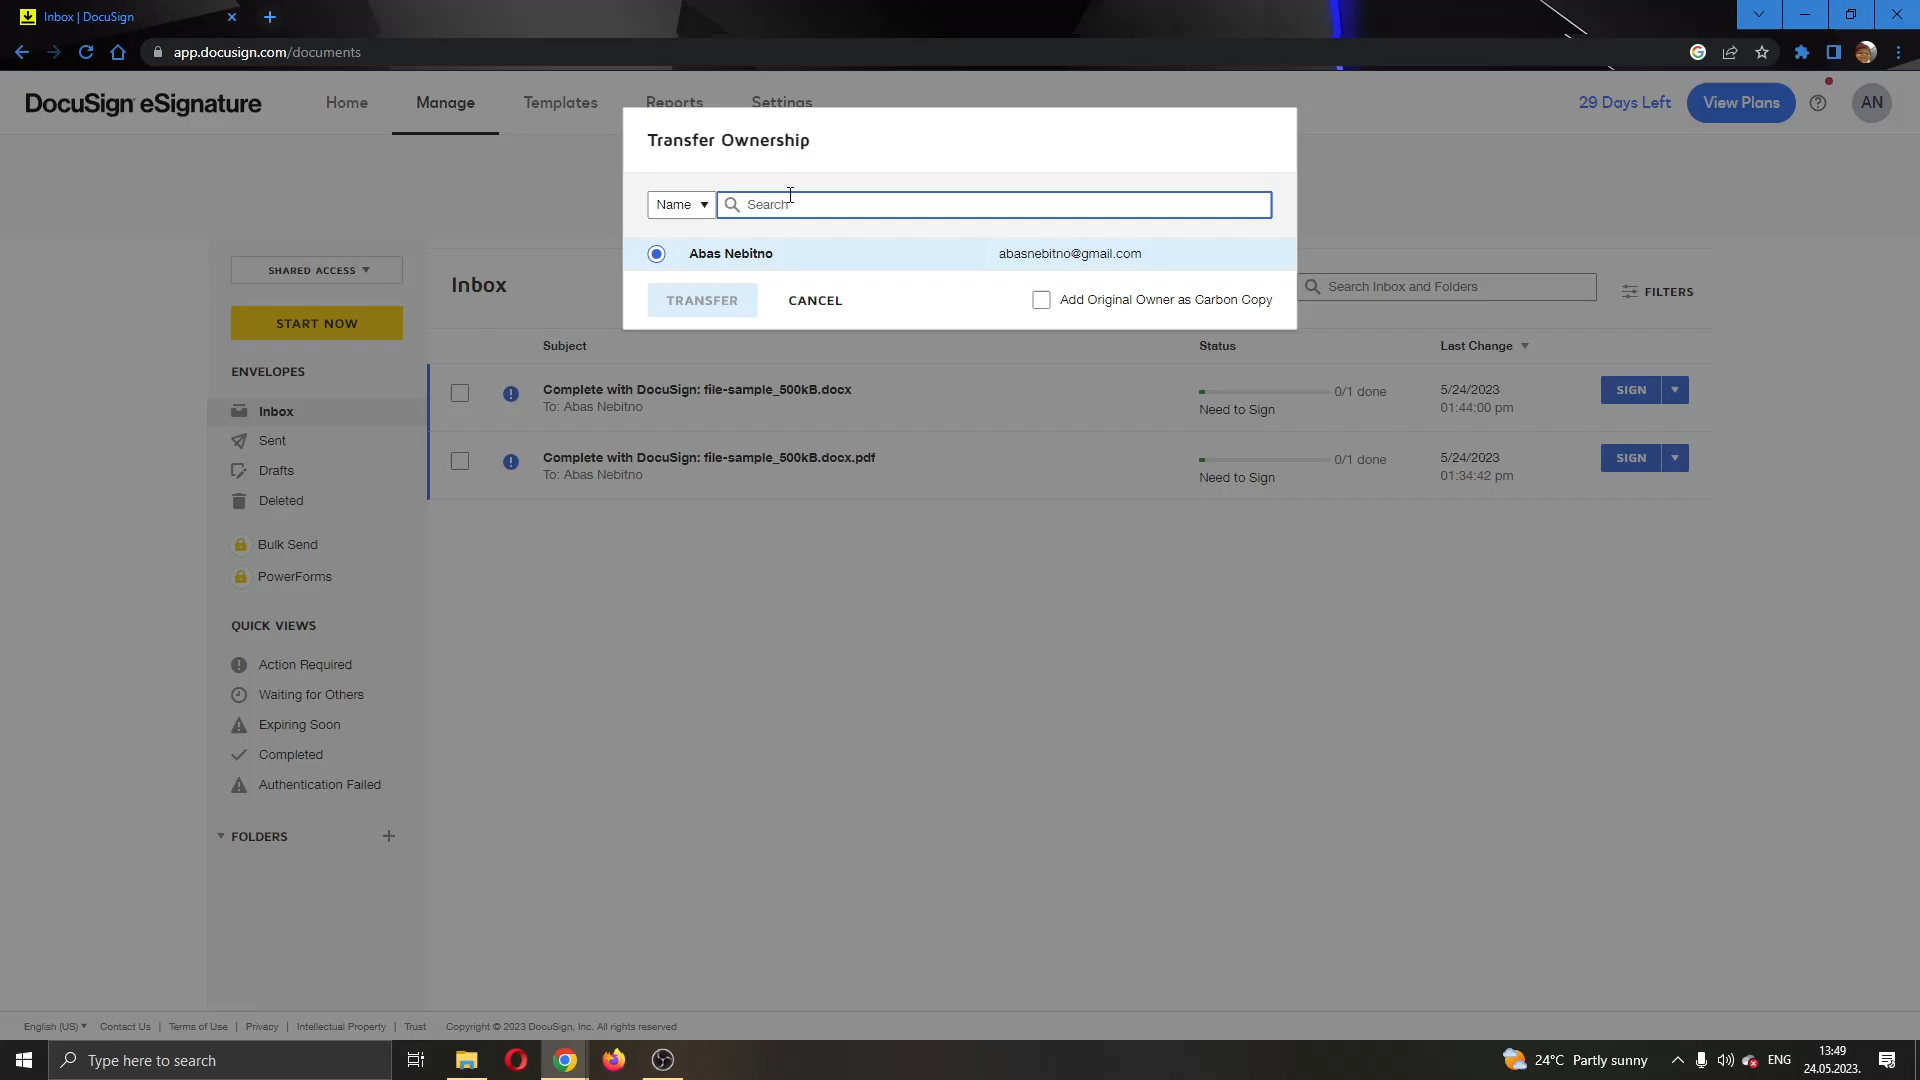 Inbox | DocuSign
app.docusign.com/documents
DocuSign eSignature
Home
Manage
Templates
Reports
Settings
29 Days Left
View Plans
AN
Transfer Ownership
Name
Search
Abas Nebitno
abasnebitno@gmail.com
TRANSFER
CANCEL
Add Original Owner as Carbon Copy
SHARED ACCESS
START NOW
ENVELOPES
Inbox
Sent
Drafts
Deleted
Bulk Send
PowerForms
QUICK VIEWS
Action Required
Waiting for Others
Expiring Soon
Completed
Authentication Failed
FOLDERS
Inbox
Search Inbox and Folders
FILTERS
Subject
Status
Last Change
Complete with DocuSign: file-sample_500kB.docx
To: Abas Nebitno
0/1 done
Need to Sign
5/24/2023
01:44:00 pm
SIGN
Complete with DocuSign: file-sample_500kB.docx.pdf
To: Abas Nebitno
0/1 done
Need to Sign
5/24/2023
01:34:42 pm
SIGN
English (US) Contact Us | Terms of Use | Privacy | Intellectual Property | Trust Copyright © 2023 DocuSign, Inc. All rights reserved
Type here to search
24°C Partly sunny
ENG
13:49
24.05.2023.